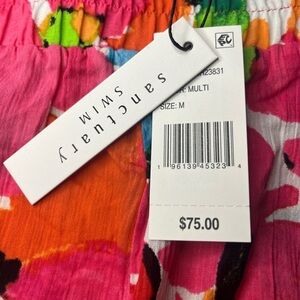 sanctuary
SWIM
23831
MULTI
SIZE: M
1 96139 45323 4
$75.00